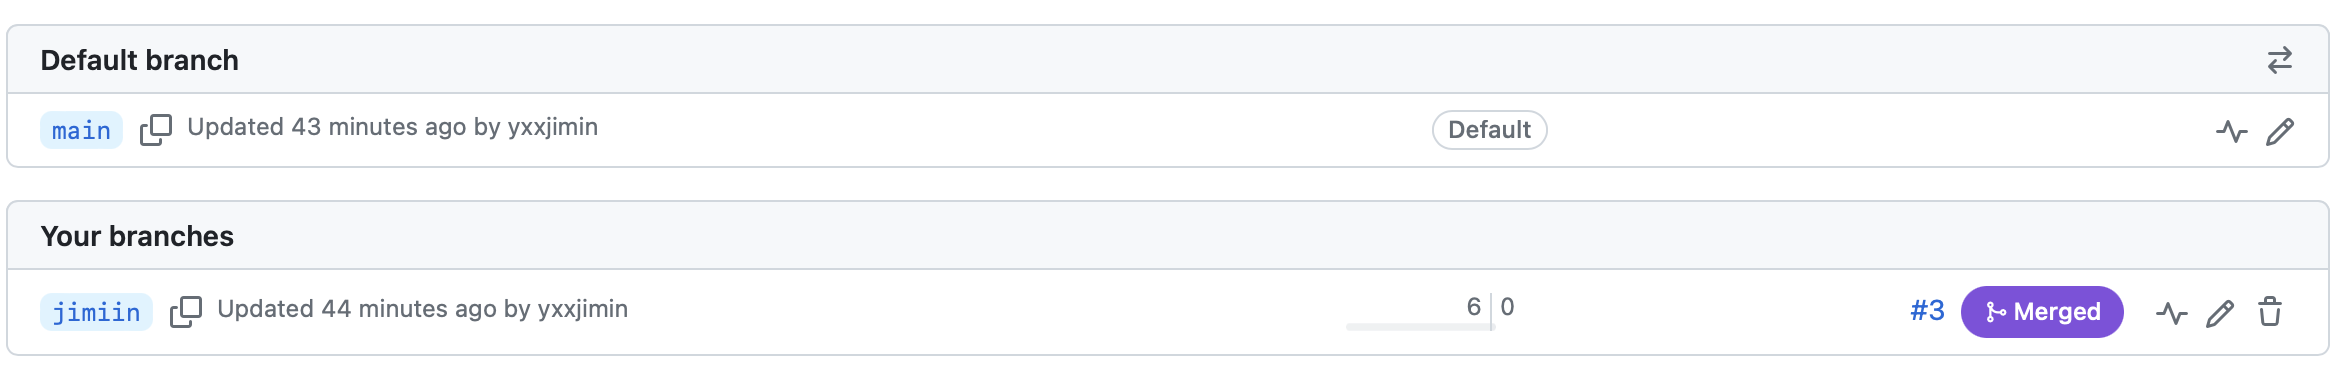 Default branch
main Updated 43 minutes ago by yxxjimin Default
Your branches
jimiin Updated 44 minutes ago by yxxjimin 6 0 #3 Merged